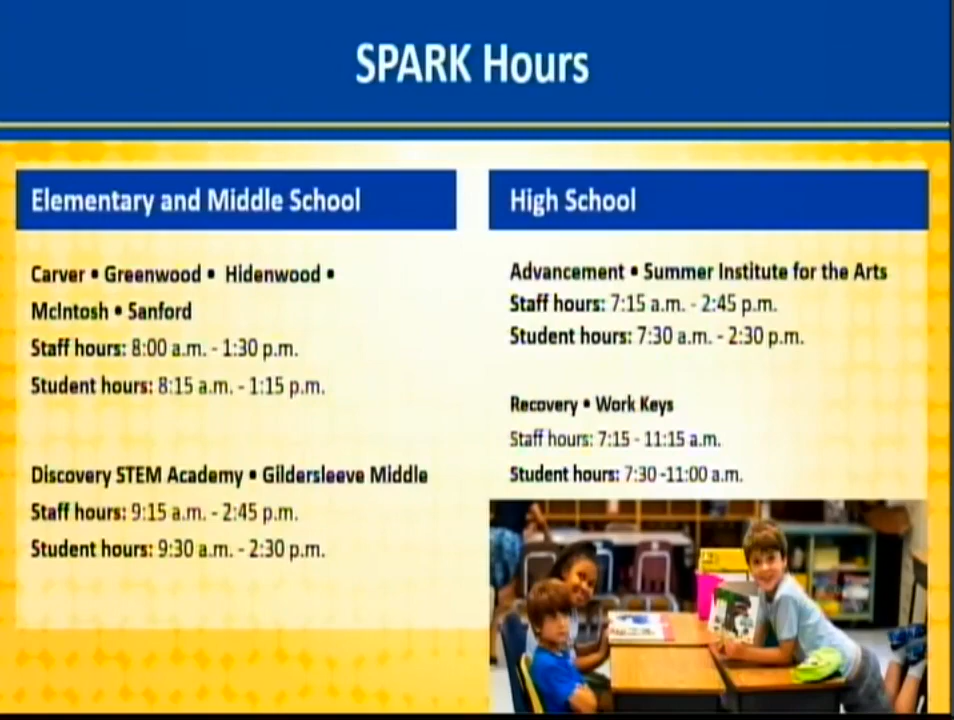 SPARK Hours
Elementary and Middle School
Carver • Greenwood • Hidenwood •
McIntosh • Sanford
Staff hours: 8:00 a.m. - 1:30 p.m.
Student hours: 8:15 a.m. - 1:15 p.m.
Discovery STEM Academy • Gildersleeve Middle
Staff hours: 9:15 a.m. - 2:45 p.m.
Student hours: 9:30 a.m. - 2:30 p.m.
High School
Advancement • Summer Institute for the Arts
Staff hours: 7:15 a.m. - 2:45 p.m.
Student hours: 7:30 a.m. - 2:30 p.m.
Recovery • Work Keys
Staff hours: 7:15 - 11:15 a.m.
Student hours: 7:30 -11:00 a.m.